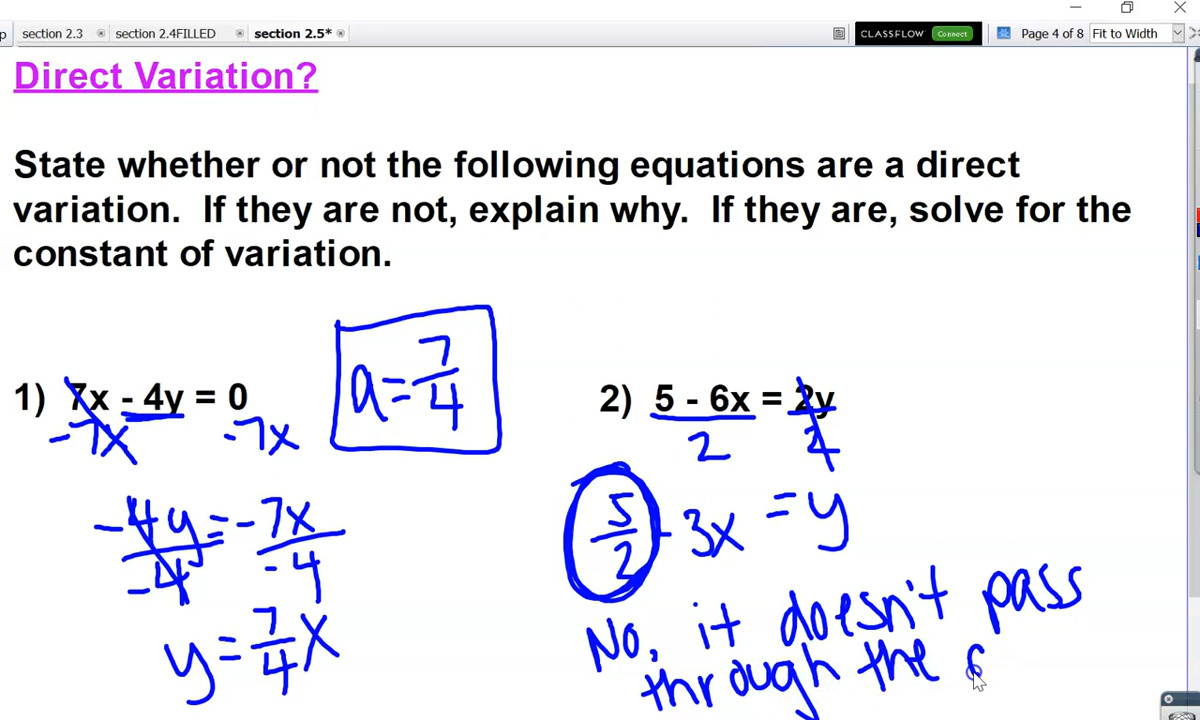 p section 2.3 section 2.4FILLED section 2.5* CLASSFLOW Connect Page 4 of 8 Fit to Width
Direct Variation?
State whether or not the following equations are a direct
variation. If they are not, explain why. If they are, solve for the
constant of variation.
a = 7/4
1) 7x - 4y = 0
-7x -7x
-4y = -7x
-4 -4
y = 7/4 x
2) 5 - 6x = 2y
2 2
5/2 - 3x = y
No, it doesn't pass
through the